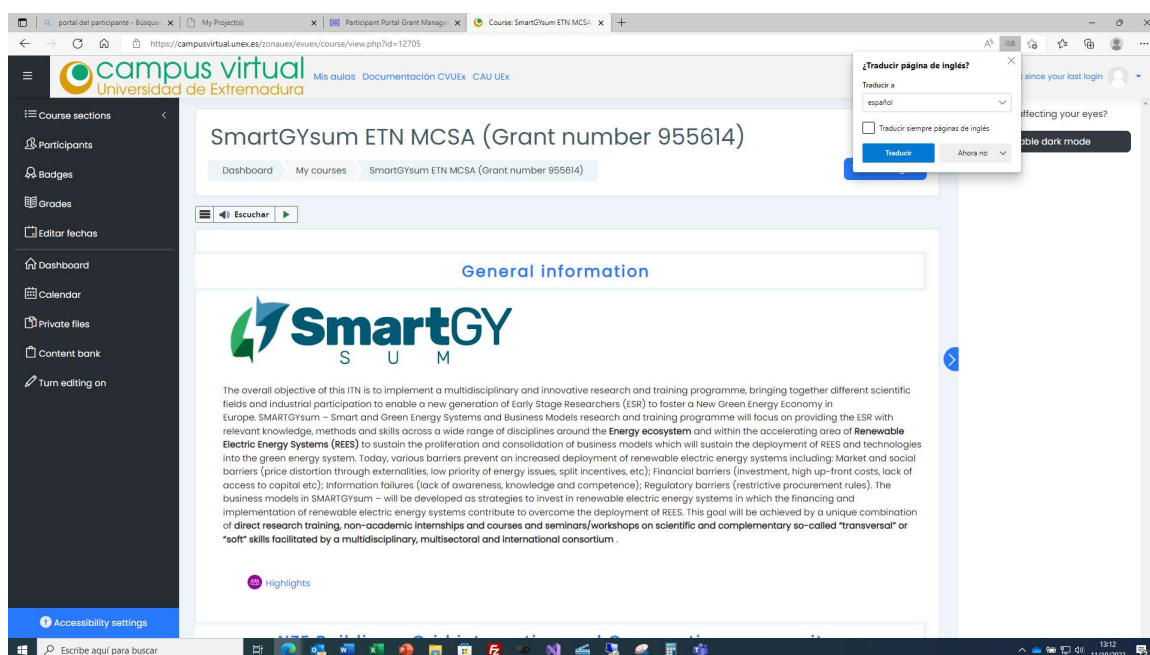 portal del participante - Búsque
My Project(s)
Participant Portal Grant Manage
Course: SmartGYsum ETN MCSA
https://campusvirtual.unex.es/zonauex/evuex/course/view.php?id=12705
campus virtual
Universidad de Extremadura
Mis aulas Documentación CVUEx CAU UEx
since your last login
¿Traducir página de inglés?
Traducir a
español
Traducir siempre páginas de inglés
Traducir
Ahora no
ffecting your eyes?
ble dark mode
Course sections
Participants
Badges
Grades
Editar fechas
Dashboard
Calendar
Private files
Content bank
Turn editing on
Accessibility settings
SmartGYsum ETN MCSA (Grant number 955614)
Dashboard My courses SmartGYsum ETN MCSA (Grant number 955614)
Escuchar
General information
SmartGY
SUM
The overall objective of this ITN is to implement a multidisciplinary and innovative research and training programme, bringing together different scientific
fields and industrial participation to enable a new generation of Early Stage Researchers (ESR) to foster a New Green Energy Economy in
Europe. SMARTGYsum – Smart and Green Energy Systems and Business Models research and training programme will focus on providing the ESR with
relevant knowledge, methods and skills across a wide range of disciplines around the Energy ecosystem and within the accelerating area of Renewable
Electric Energy Systems (REES) to sustain the proliferation and consolidation of business models which will sustain the deployment of REES and technologies
into the green energy system. Today, various barriers prevent an increased deployment of renewable electric energy systems including: Market and social
barriers (price distortion through externalities, low priority of energy issues, split incentives, etc); Financial barriers (investment, high up-front costs, lack of
access to capital etc); Information failures (lack of awareness, knowledge and competence); Regulatory barriers (restrictive procurement rules). The
business models in SMARTGYsum – will be developed as strategies to invest in renewable electric energy systems in which the financing and
implementation of renewable electric energy systems contribute to overcome the deployment of REES. This goal will be achieved by a unique combination
of direct research training, non-academic internships and courses and seminars/workshops on scientific and complementary so-called “transversal” or
“soft” skills facilitated by a multidisciplinary, multisectoral and international consortium .
Highlights
Escribe aquí para buscar
13:12